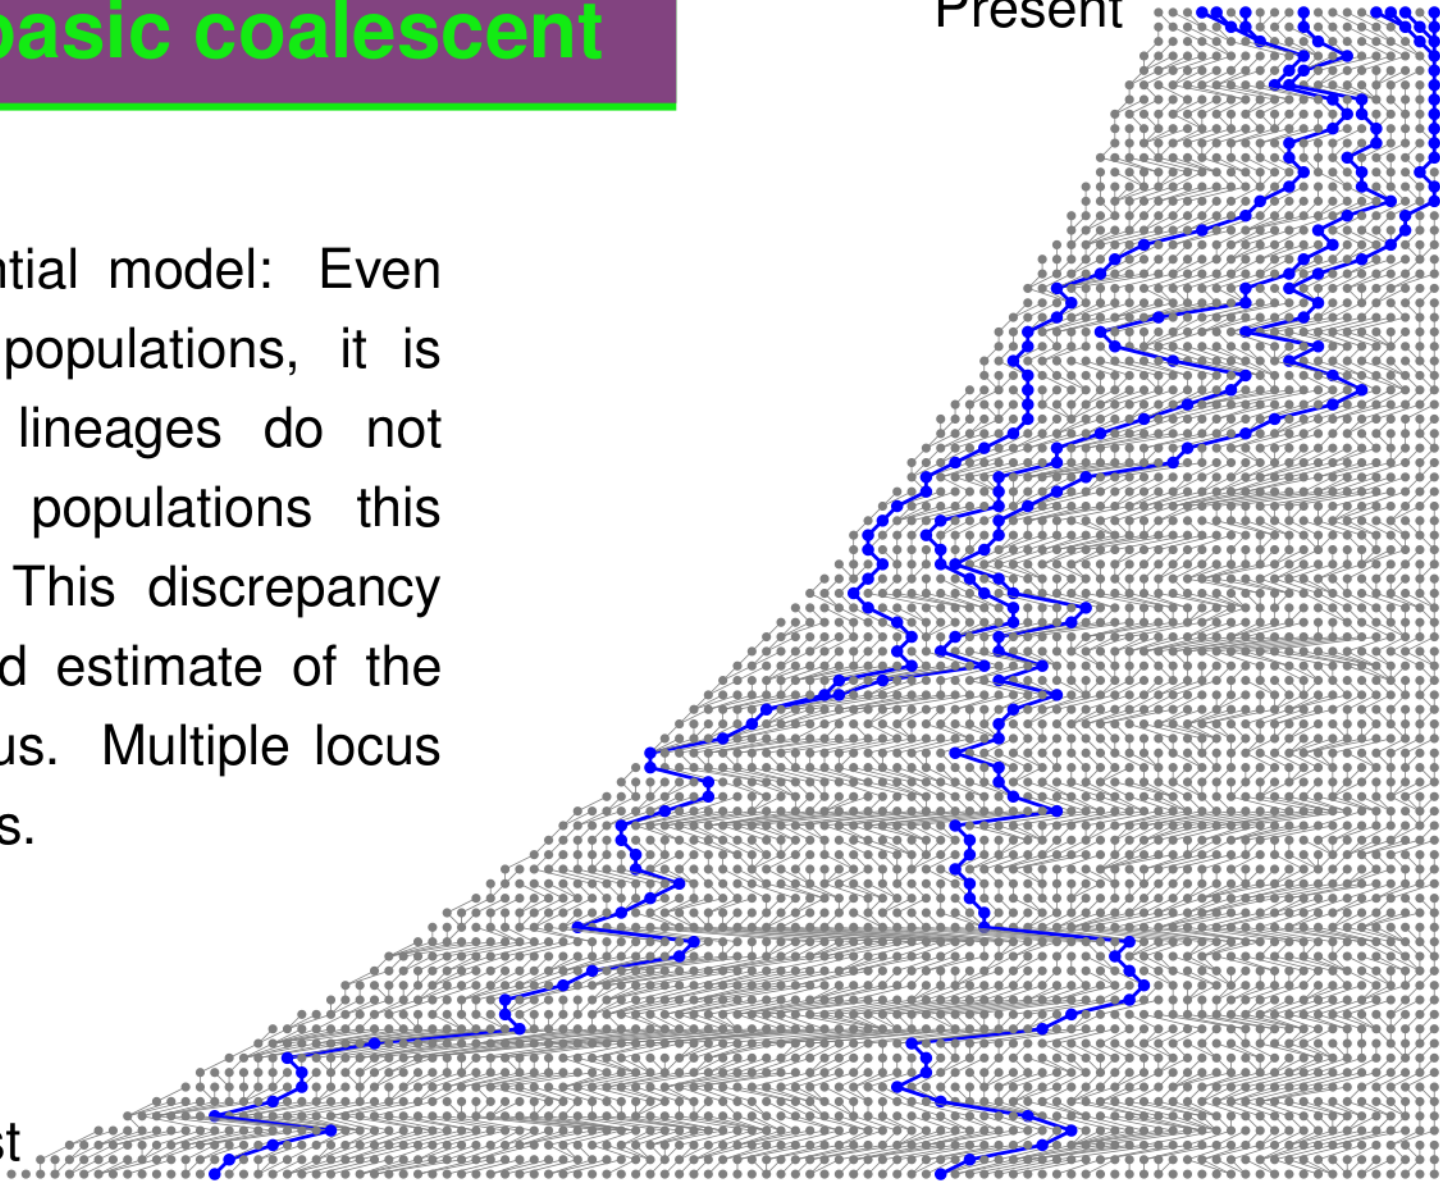 basic coalescent
Present
ntial model: Even
populations, it is
lineages do not
populations this
This discrepancy
d estimate of the
us. Multiple locus
s.
st